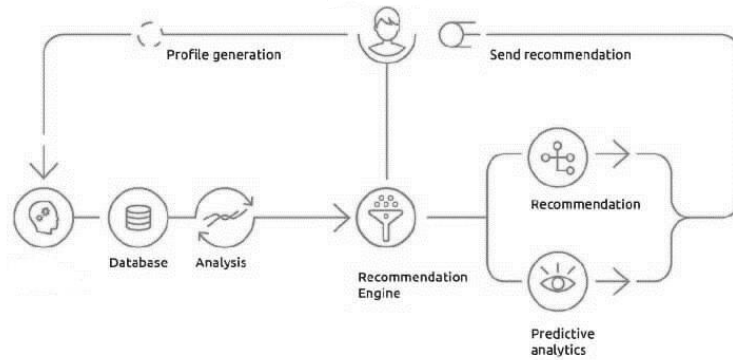 Profile generation
Send recommendation
Recommendation
Database
Analysis
Recommendation
Engine
Predictive
analytics